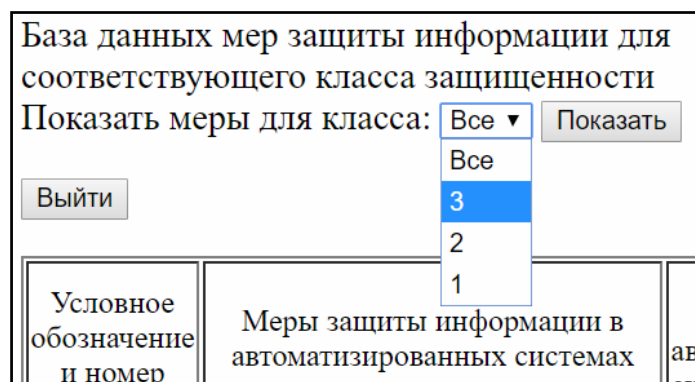 База данных мер защиты информации для
соответствующего класса защищенности
Показать меры для класса: Все ▼ Показать
Все
3
2
1
Выйти
Условное
обозначение
и номер
Меры защиты информации в
автоматизированных системах
ав